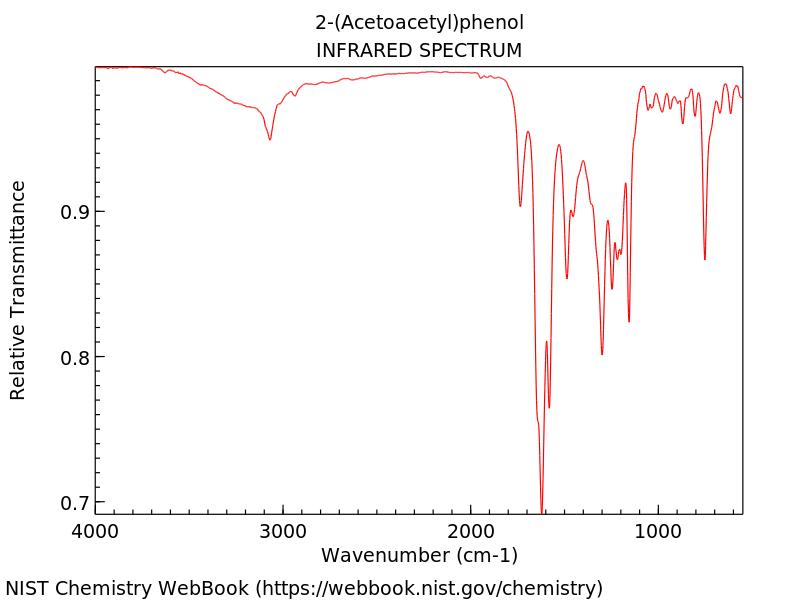 2-(Acetoacetyl)phenol
INFRARED SPECTRUM
Relative Transmittance
0.9
0.8
0.7
4000 3000 2000 1000
Wavenumber (cm-1)
NIST Chemistry WebBook (https://webbook.nist.gov/chemistry)